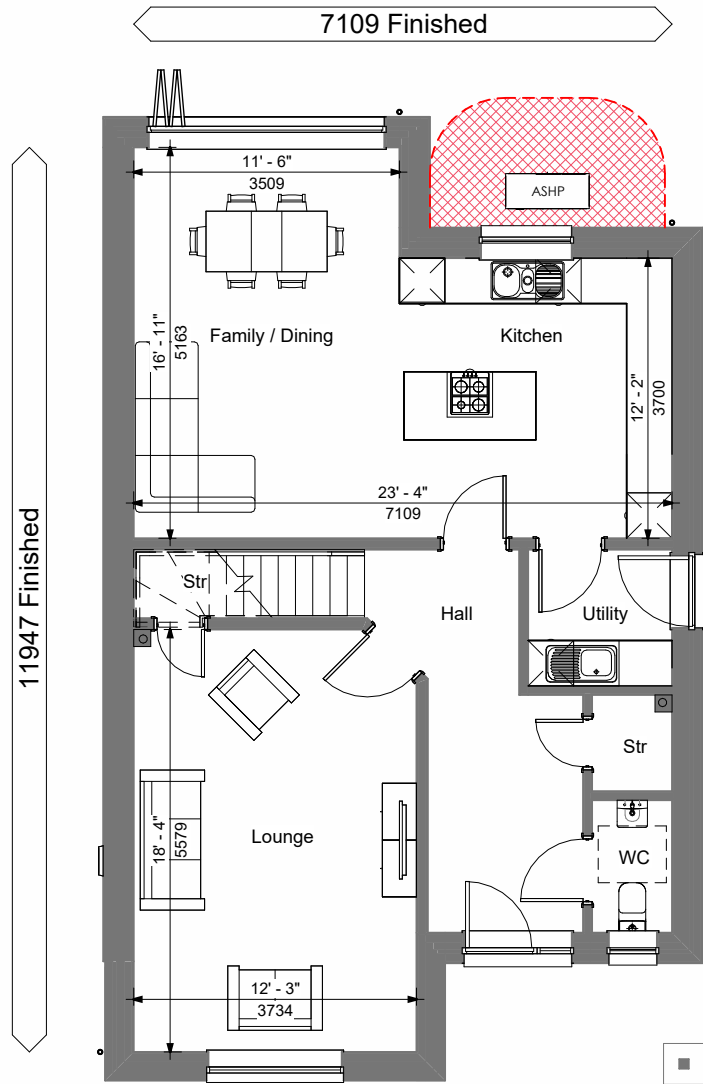 7109 Finished
11947 Finished
11' - 6"
3509
ASHP
16' - 11"
5163
Family / Dining
Kitchen
12' - 2"
3700
23' - 4"
7109
Str
Hall
Utility
Str
Lounge
18' - 4"
5579
WC
12' - 3"
3734